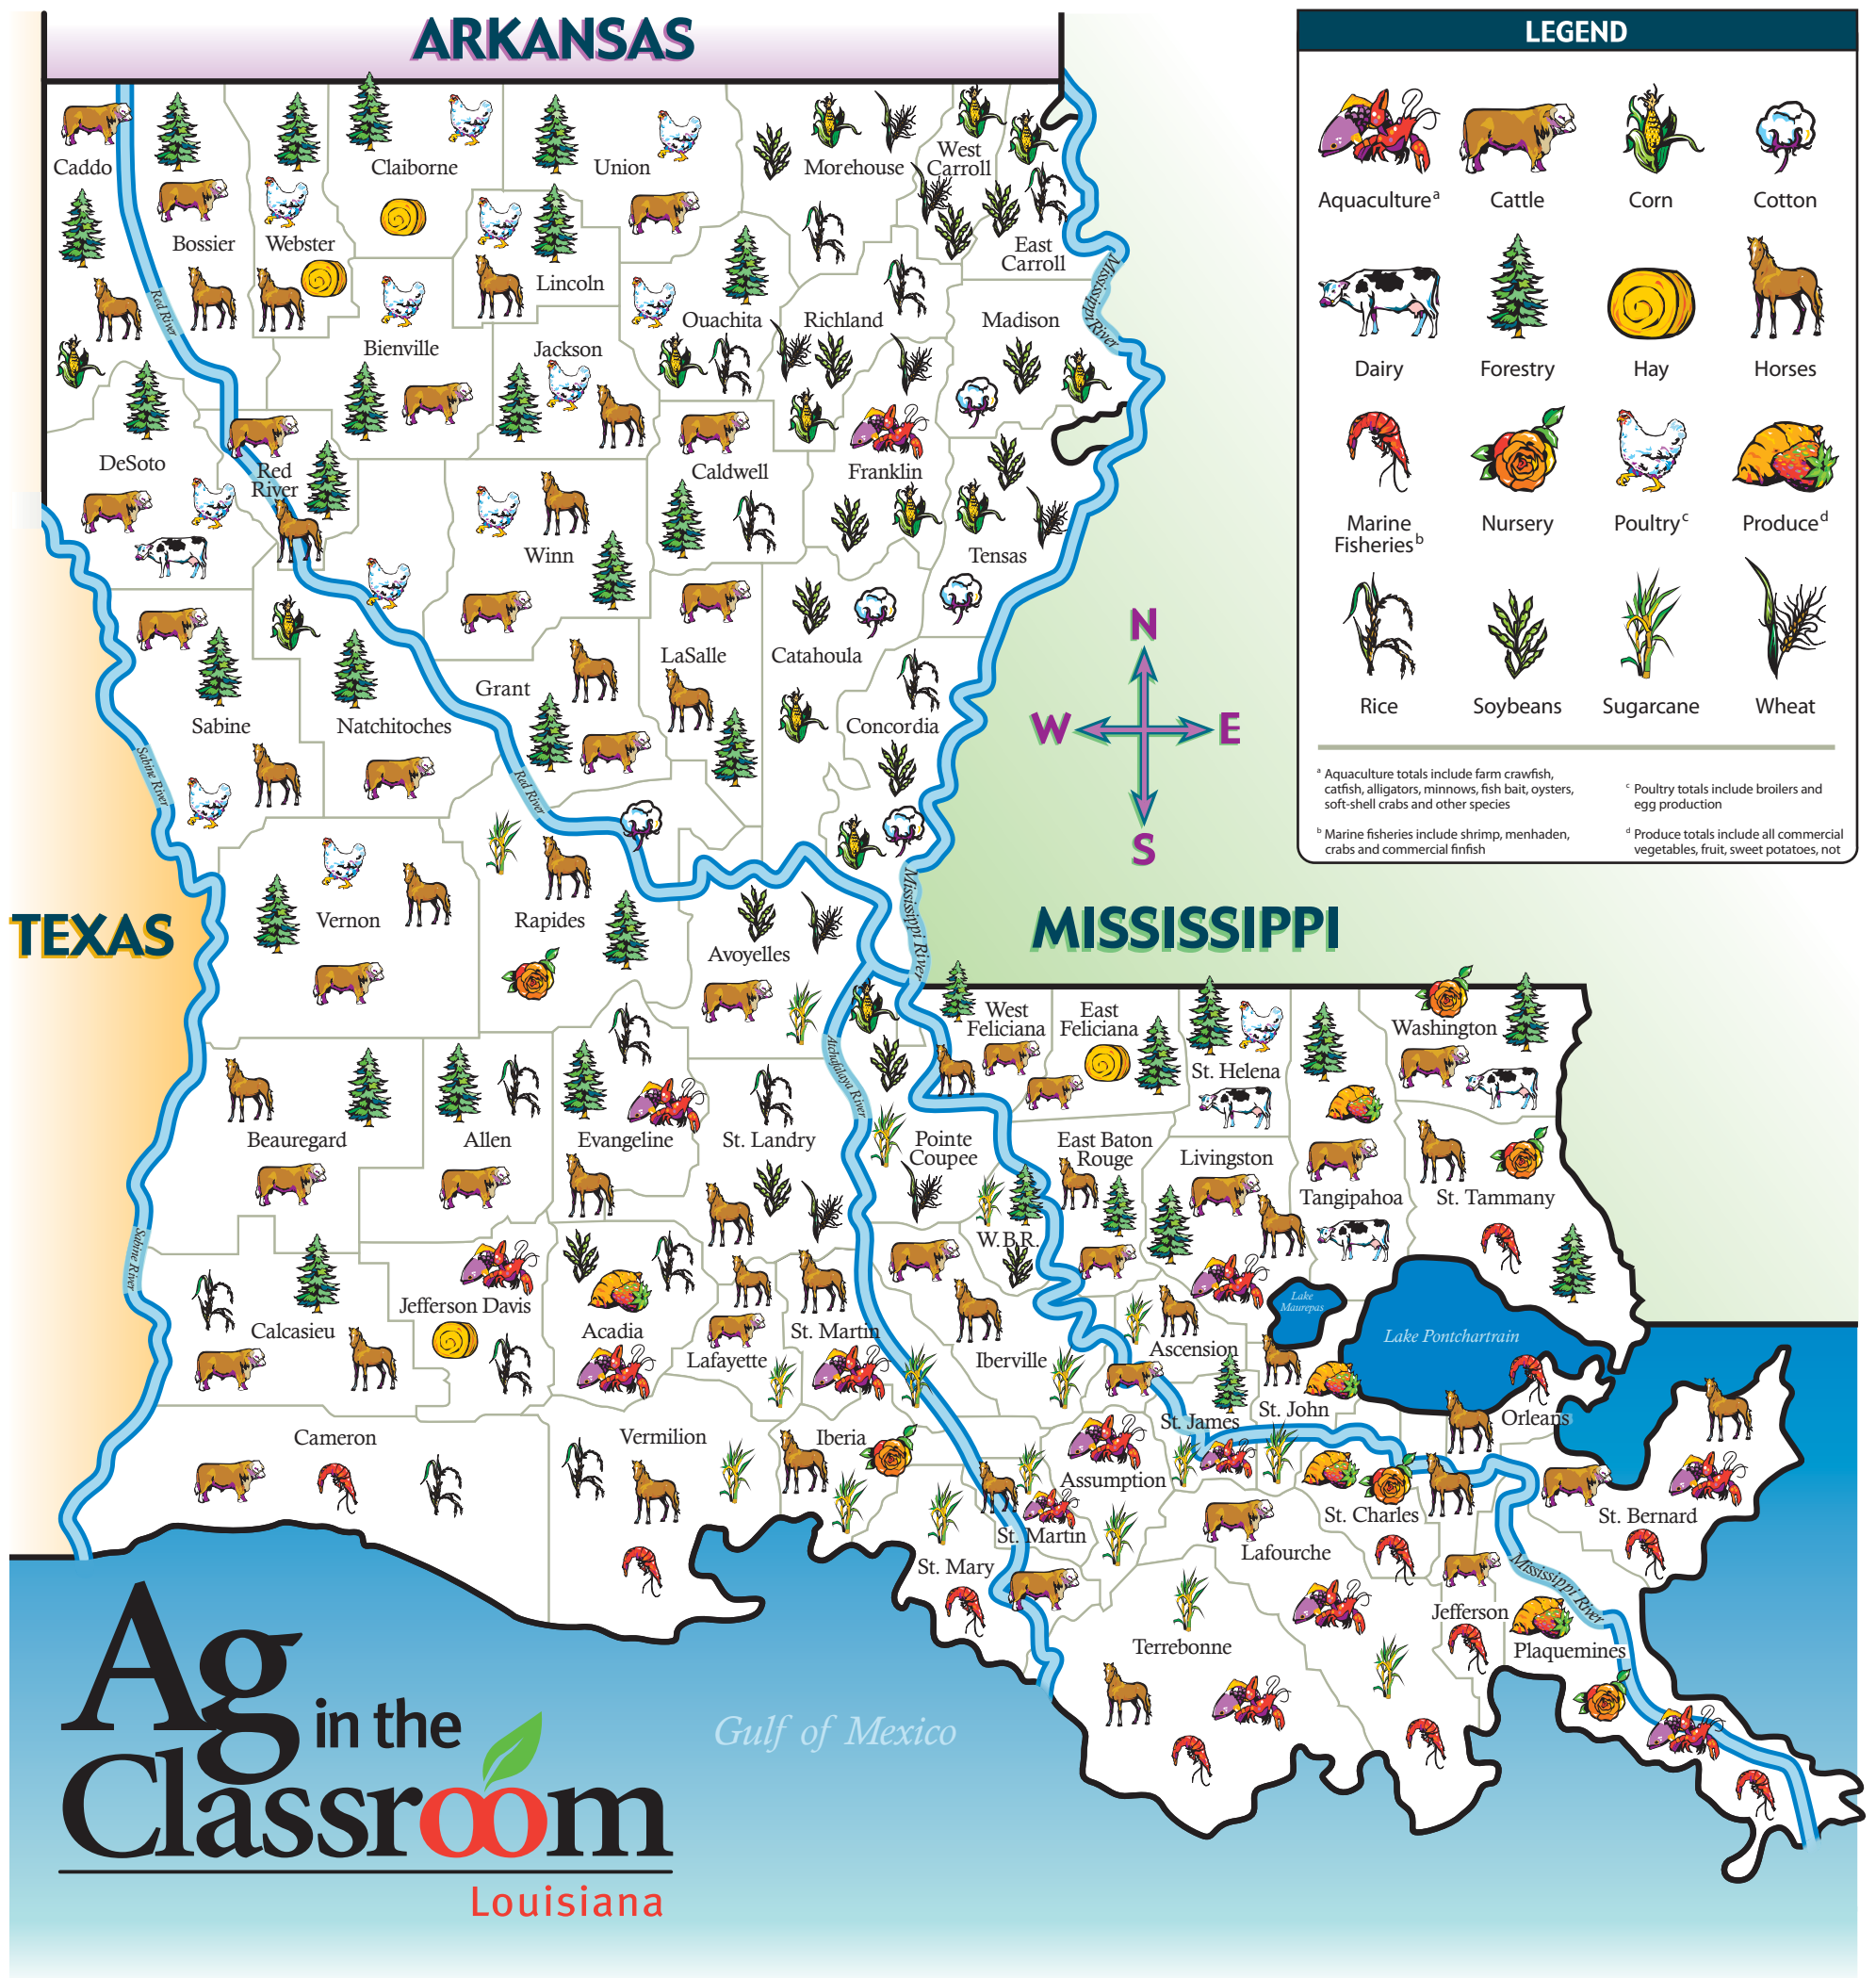 ARKANSAS
LEGEND
Aquaculture a
Cattle
Corn
Cotton
Dairy
Forestry
Hay
Horses
Marine
Fisheries b
Nursery
Poultry c
Produce d
Rice
Soybeans
Sugarcane
Wheat
a Aquaculture totals include farm crawfish,
catfish, alligators, minnows, fish bait, oysters,
soft-shell crabs and other species
b Marine fisheries include shrimp, menhaden,
crabs and commercial finfish
c Poultry totals include broilers and
egg production
d Produce totals include all commercial
vegetables, fruit, sweet potatoes, not
Caddo
Bossier
Webster
Claiborne
Union
Morehouse
West
Carroll
East
Carroll
Lincoln
Red River
Bienville
Jackson
Ouachita
Richland
Madison
Mississippi River
DeSoto
Red
River
Winn
Caldwell
Franklin
Tensas
Sabine
Natchitoches
Grant
LaSalle
Catahoula
Concordia
N
W
E
S
Sabine River
Red River
TEXAS
MISSISSIPPI
Vernon
Rapides
Avoyelles
Mississippi River
Atchafalaya River
West
Feliciana
East
Feliciana
St. Helena
Washington
Beauregard
Allen
Evangeline
St. Landry
Pointe
Coupee
East Baton
Rouge
Livingston
Tangipahoa
St. Tammany
W.B.R.
Sabine River
Calcasieu
Jefferson Davis
Acadia
Lafayette
St. Martin
Iberville
Ascension
Lake
Maurepas
Lake Pontchartrain
St. James
St. John
Orleans
Cameron
Vermilion
Iberia
Assumption
St. Martin
St. Mary
St. Charles
St. Bernard
Lafourche
Mississippi River
Jefferson
Plaquemines
Terrebonne
Gulf of Mexico
Ag in the
Classroom
Louisiana